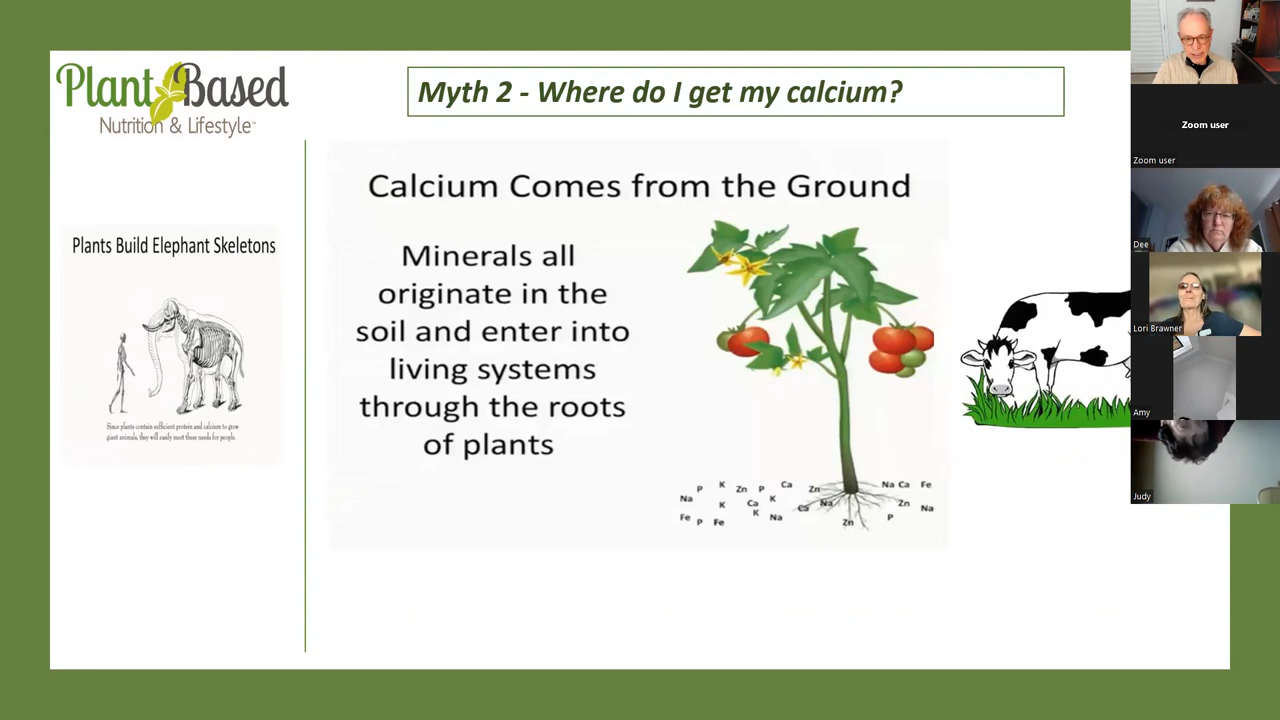 Plant Based
Nutrition & Lifestyle™
Myth 2 - Where do I get my calcium?
Plants Build Elephant Skeletons
Since plants contain sufficient protein and calcium to grow
giant animals, they will easily meet these needs for people.
Calcium Comes from the Ground
Minerals all
originate in the
soil and enter into
living systems
through the roots
of plants
P K Zn P Ca Zn Na Ca Fe
Na K Ca K Ca Na Zn Na
Fe P Fe K Na Zn P
Zoom user
Zoom user
Dee
Lori Brawner
Amy
Judy